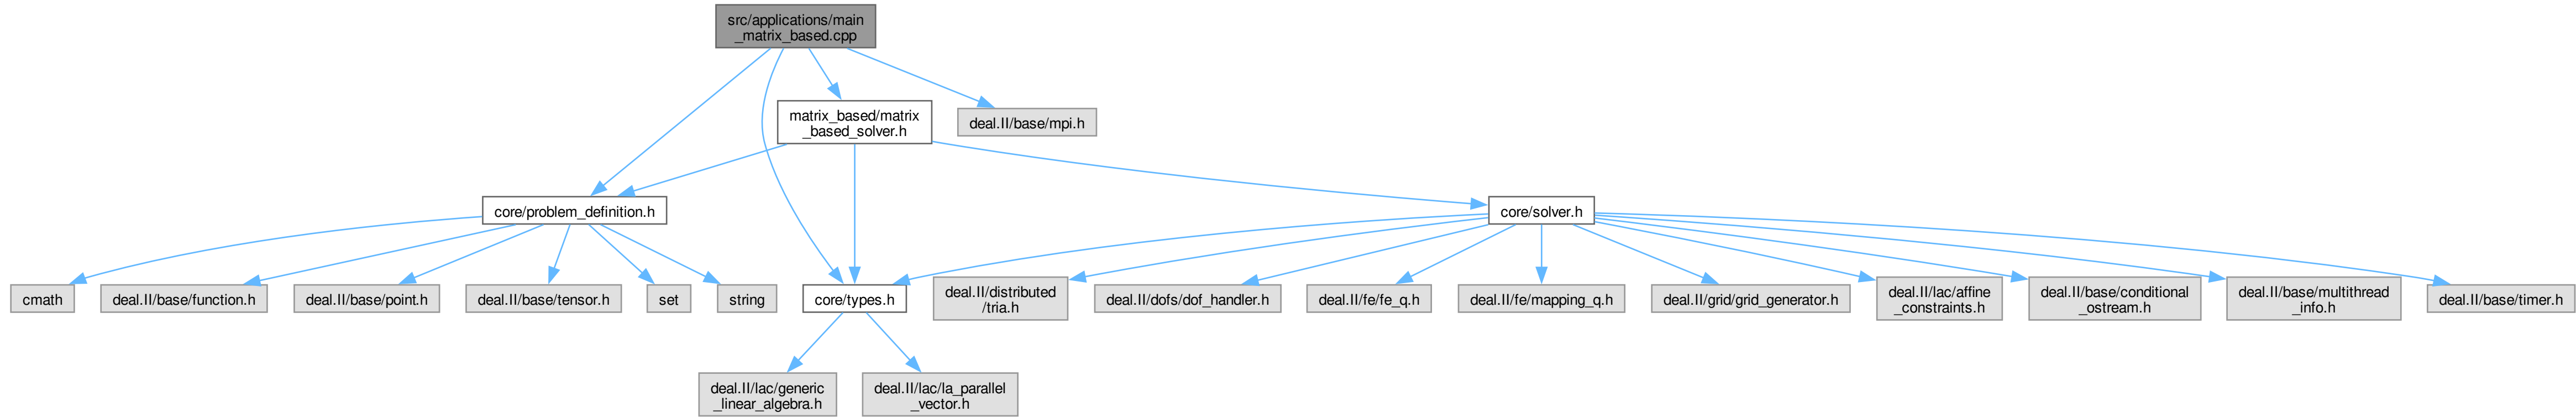 src/applications/main
_matrix_based.cpp
matrix_based/matrix
_based_solver.h
deal.II/base/mpi.h
core/problem_definition.h
core/solver.h
cmath
deal.II/base/function.h
deal.II/base/point.h
deal.II/base/tensor.h
set
string
core/types.h
deal.II/distributed
/tria.h
deal.II/dofs/dof_handler.h
deal.II/fe/fe_q.h
deal.II/fe/mapping_q.h
deal.II/grid/grid_generator.h
deal.II/lac/affine
_constraints.h
deal.II/base/conditional
_ostream.h
deal.II/base/multithread
_info.h
deal.II/base/timer.h
deal.II/lac/generic
_linear_algebra.h
deal.II/lac/la_parallel
_vector.h